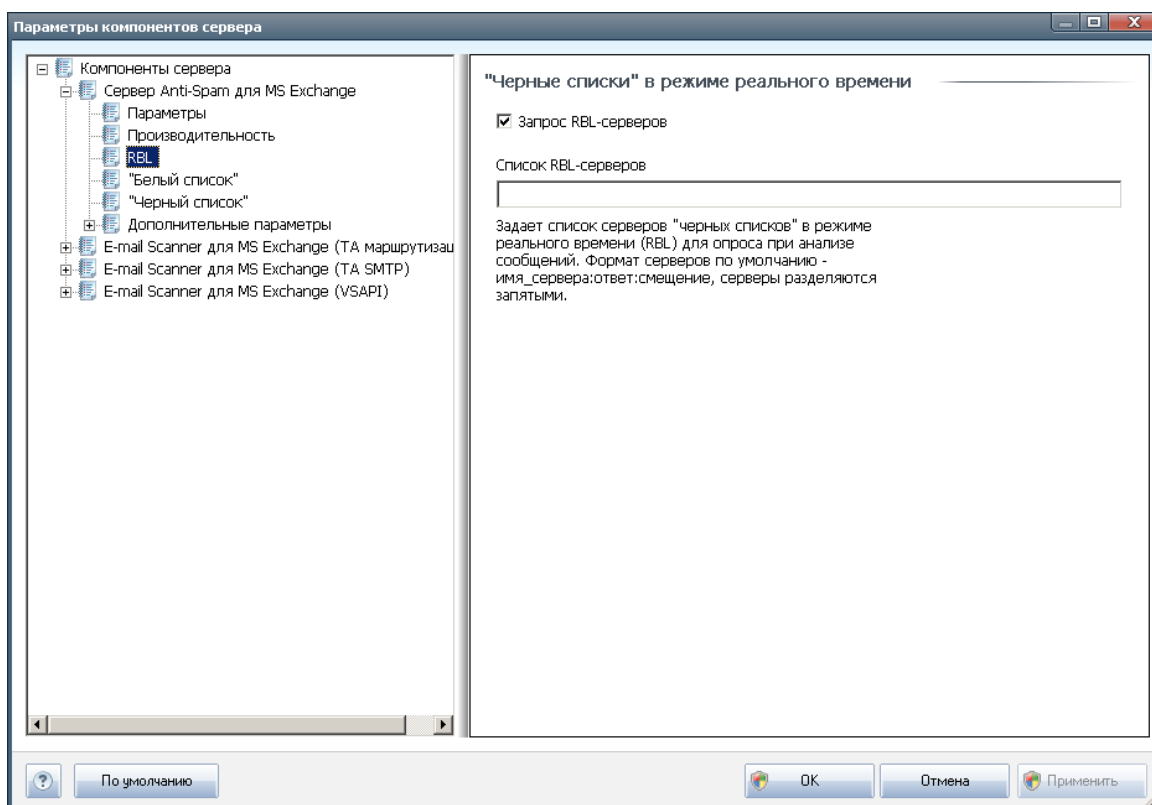 Параметры компонентов сервера
Компоненты сервера
Сервер Anti-Spam для MS Exchange
Параметры
Производительность
RBL
"Белый список"
"Черный список"
Дополнительные параметры
E-mail Scanner для MS Exchange (TA маршрутизац
E-mail Scanner для MS Exchange (TA SMTP)
E-mail Scanner для MS Exchange (VSAPI)
"Черные списки" в режиме реального времени
Запрос RBL-серверов
Список RBL-серверов
Задает список серверов "черных списков" в режиме
реального времени (RBL) для опроса при анализе
сообщений. Формат серверов по умолчанию -
имя_сервера:ответ:смещение, серверы разделяются
запятыми.
?
По умолчанию
OK
Отмена
Применить